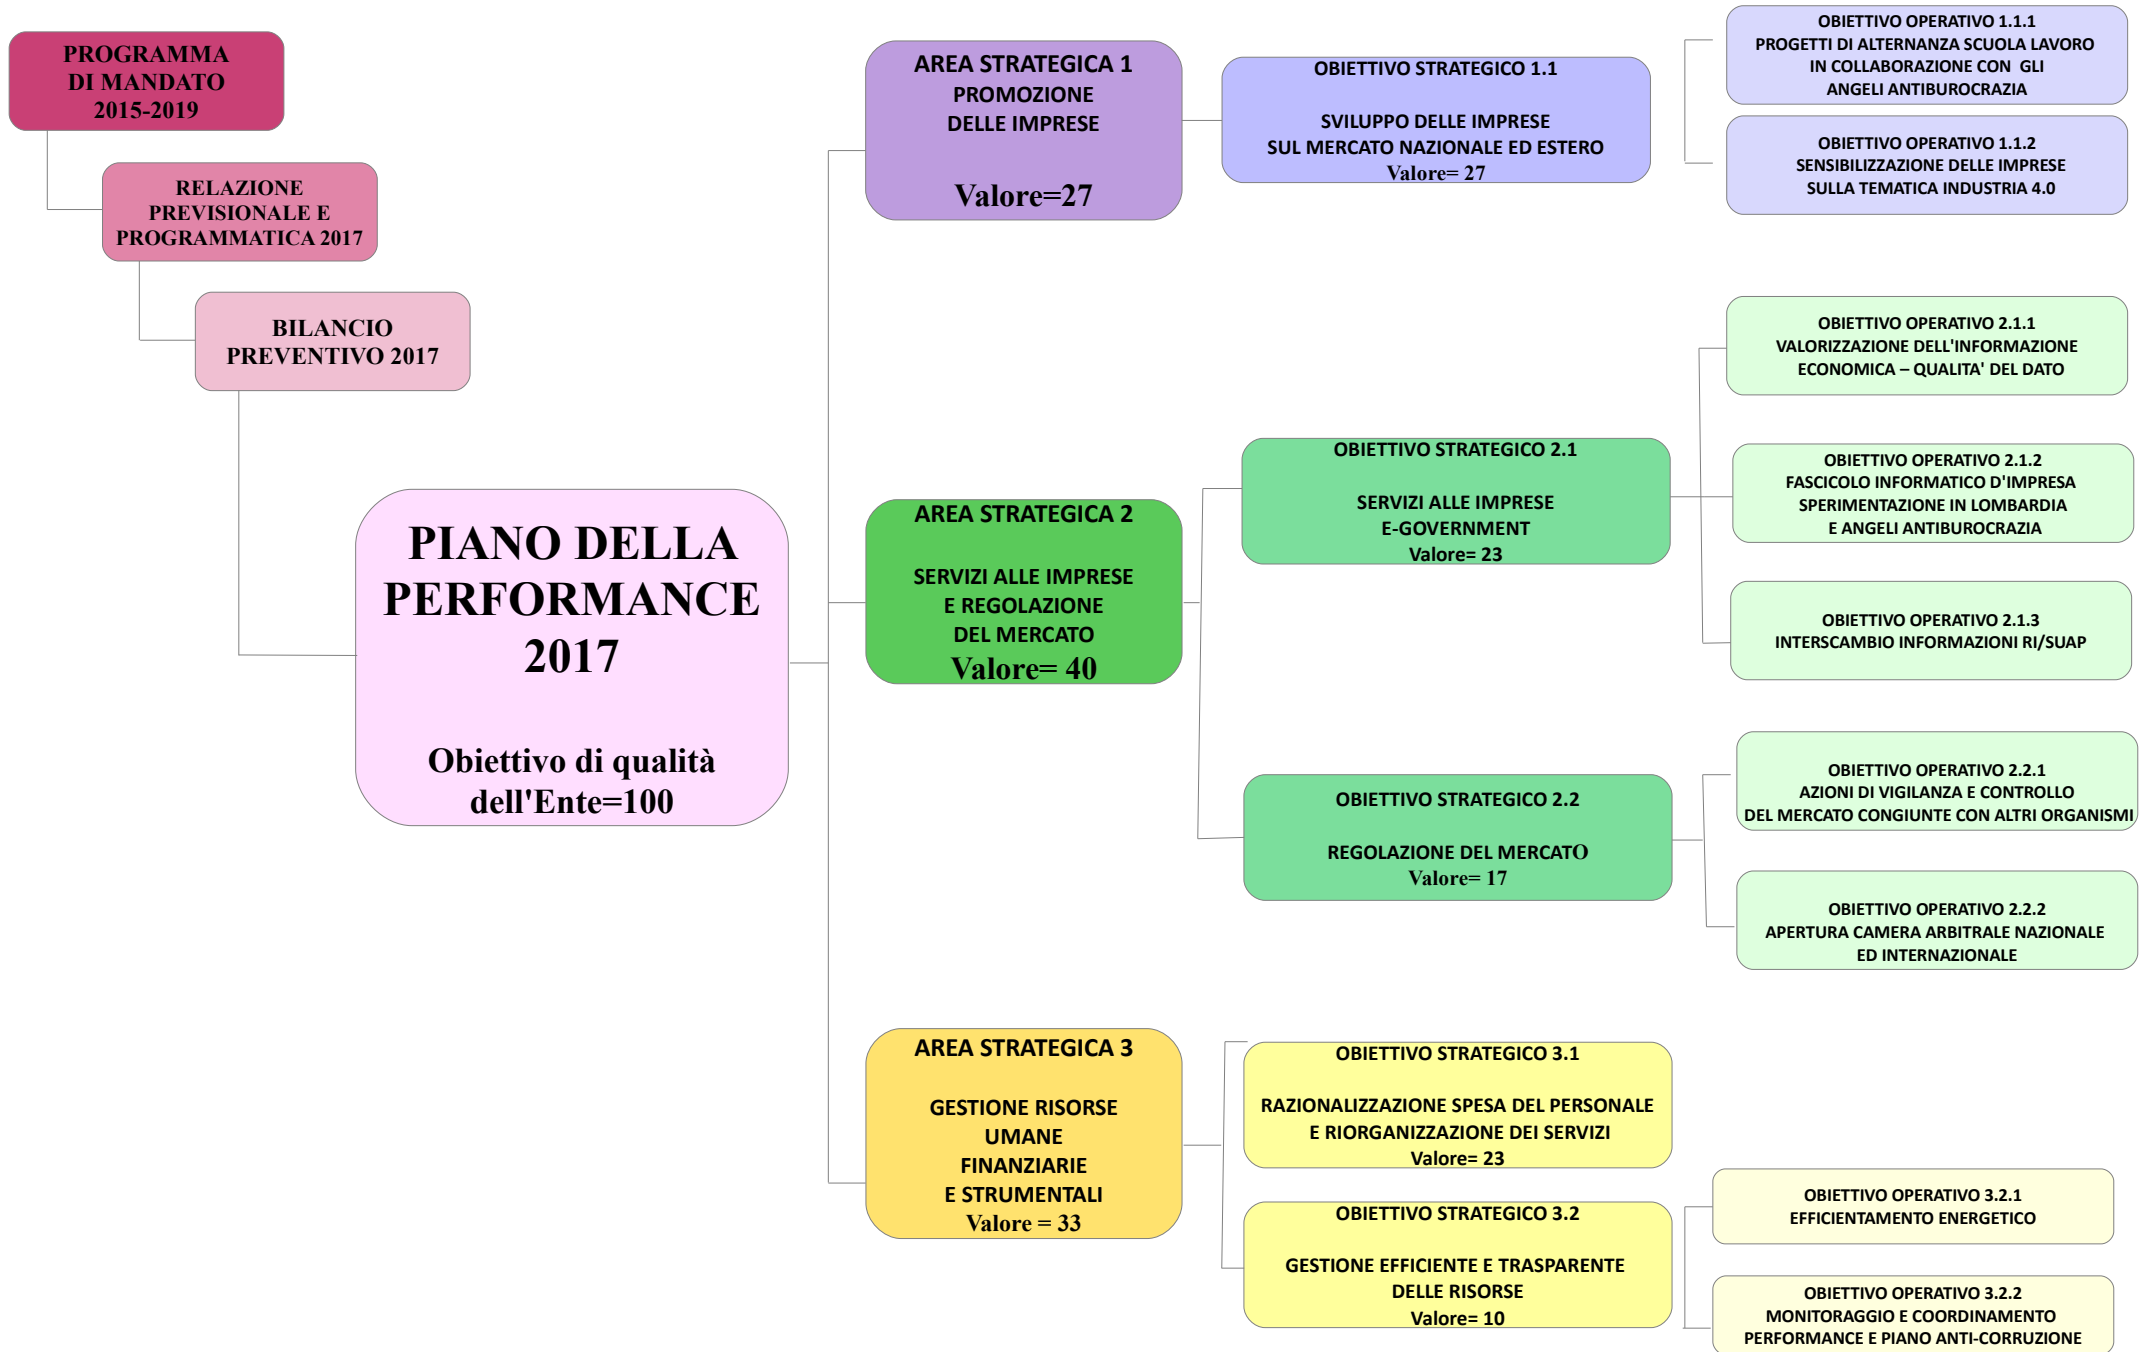 PROGRAMMA
DI MANDATO
2015-2019
RELAZIONE
PREVISIONALE E
PROGRAMMATICA 2017
BILANCIO
PREVENTIVO 2017
PIANO DELLA
PERFORMANCE
2017
Obiettivo di qualità
dell'Ente=100
AREA STRATEGICA 1
PROMOZIONE
DELLE IMPRESE
Valore=27
OBIETTIVO STRATEGICO 1.1
SVILUPPO DELLE IMPRESE
SUL MERCATO NAZIONALE ED ESTERO
Valore= 27
OBIETTIVO OPERATIVO 1.1.1
PROGETTI DI ALTERNANZA SCUOLA LAVORO
IN COLLABORAZIONE CON GLI
ANGELI ANTIBUROCRAZIA
OBIETTIVO OPERATIVO 1.1.2
SENSIBILIZZAZIONE DELLE IMPRESE
SULLA TEMATICA INDUSTRIA 4.0
AREA STRATEGICA 2
SERVIZI ALLE IMPRESE
E REGOLAZIONE
DEL MERCATO
Valore= 40
OBIETTIVO STRATEGICO 2.1
SERVIZI ALLE IMPRESE
E-GOVERNMENT
Valore= 23
OBIETTIVO OPERATIVO 2.1.1
VALORIZZAZIONE DELL'INFORMAZIONE
ECONOMICA – QUALITA' DEL DATO
OBIETTIVO OPERATIVO 2.1.2
FASCICOLO INFORMATICO D'IMPRESA
SPERIMENTAZIONE IN LOMBARDIA
E ANGELI ANTIBUROCRAZIA
OBIETTIVO OPERATIVO 2.1.3
INTERSCAMBIO INFORMAZIONI RI/SUAP
OBIETTIVO STRATEGICO 2.2
REGOLAZIONE DEL MERCATO
Valore= 17
OBIETTIVO OPERATIVO 2.2.1
AZIONI DI VIGILANZA E CONTROLLO
DEL MERCATO CONGIUNTE CON ALTRI ORGANISMI
OBIETTIVO OPERATIVO 2.2.2
APERTURA CAMERA ARBITRALE NAZIONALE
ED INTERNAZIONALE
AREA STRATEGICA 3
GESTIONE RISORSE
UMANE
FINANZIARIE
E STRUMENTALI
Valore = 33
OBIETTIVO STRATEGICO 3.1
RAZIONALIZZAZIONE SPESA DEL PERSONALE
E RIORGANIZZAZIONE DEI SERVIZI
Valore= 23
OBIETTIVO STRATEGICO 3.2
GESTIONE EFFICIENTE E TRASPARENTE
DELLE RISORSE
Valore= 10
OBIETTIVO OPERATIVO 3.2.1
EFFICIENTAMENTO ENERGETICO
OBIETTIVO OPERATIVO 3.2.2
MONITORAGGIO E COORDINAMENTO
PERFORMANCE E PIANO ANTI-CORRUZIONE